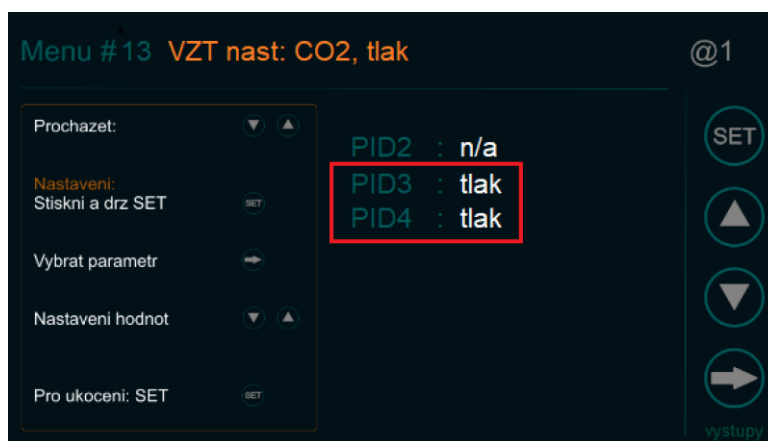 Menu #13 VZT nast: CO2, tlak
@1
Prochazet:
Nastaveni:
Stiskni a drz SET
SET
Vybrat parametr
Nastaveni hodnot
Pro ukoceni: SET
SET
PID2 : n/a
PID3 : tlak
PID4 : tlak
SET
vystupy